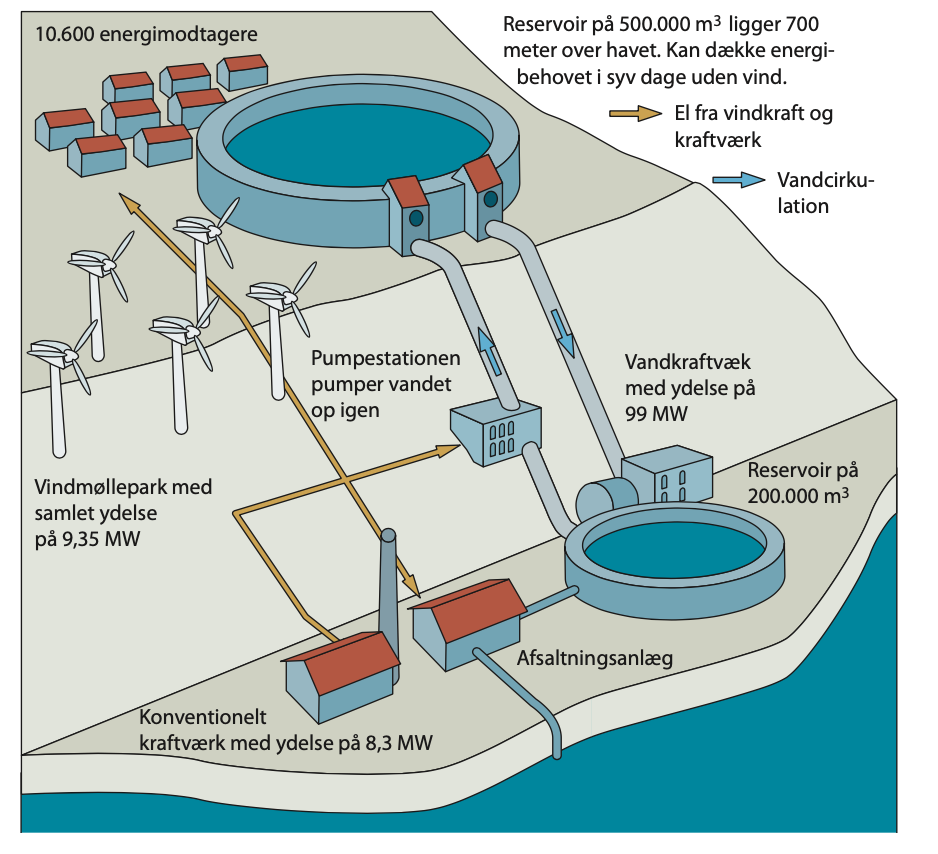 10.600 energimodtagere
Reservoir på 500.000 m³ ligger 700
meter over havet. Kan dække energi-
behovet i syv dage uden vind.
El fra vindkraft og
kraftværk
Vandcirku-
lation
Pumpestationen
pumper vandet
op igen
Vandkraftvæk
med ydelse på
99 MW
Reservoir på
200.000 m³
Vindmøllepark med
samlet ydelse
på 9,35 MW
Afsaltningsanlæg
Konventionelt
kraftværk med ydelse på 8,3 MW